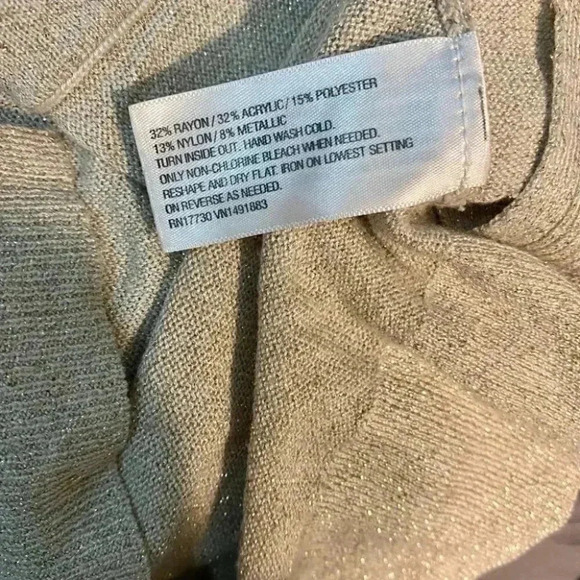 32% RAYON / 32% ACRYLIC / 15% POLYESTER
13% NYLON / 8% METALLIC
TURN INSIDE OUT. HAND WASH COLD.
ONLY NON-CHLORINE BLEACH WHEN NEEDED.
RESHAPE AND DRY FLAT. IRON ON LOWEST SETTING
ON REVERSE AS NEEDED.
RN17730 VN1491683